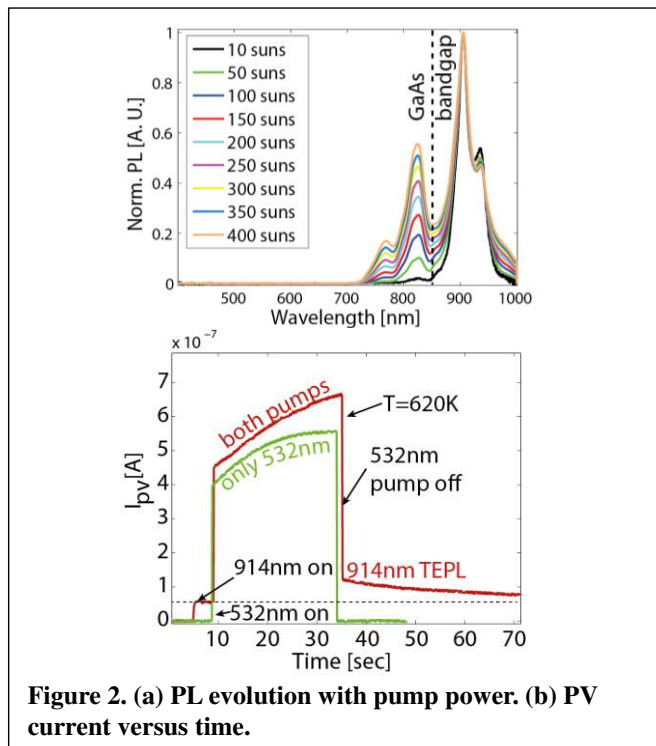 10 suns
50 suns
100 suns
150 suns
200 suns
250 suns
300 suns
350 suns
400 suns
GaAs
bandgap
Norm. PL [A. U.]
1
0.8
0.6
0.4
0.2
0
500 600 700 800 900 1000
Wavelength [nm]
x 10⁻⁷
7
6
5
4
3
2
1
0
Ipv[A]
both pumps
only 532nm
T=620K
532nm
pump off
914nm on
914nm TEPL
532nm on
10 20 30 40 50 60 70
Time [sec]
Figure 2. (a) PL evolution with pump power. (b) PV
current versus time.